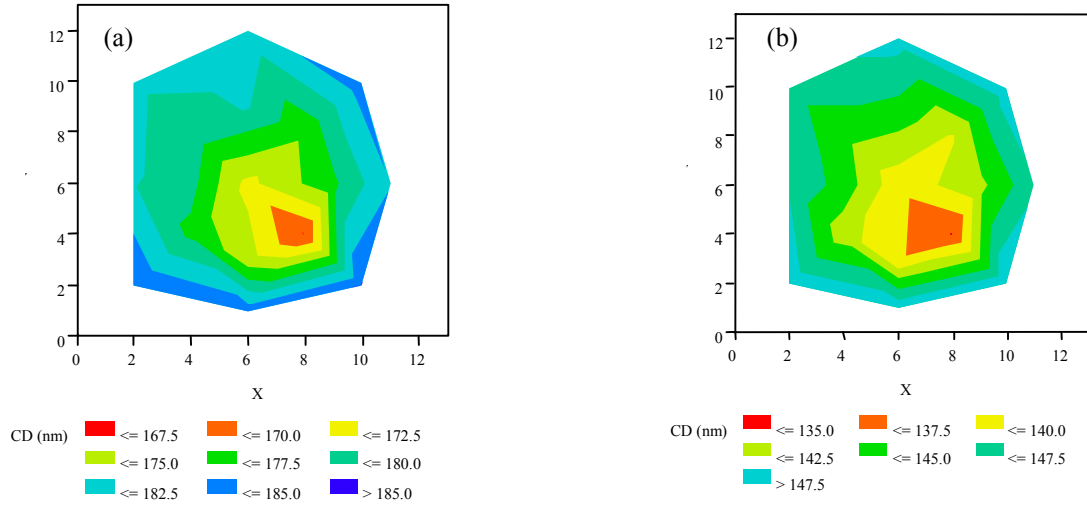 (a)
12
10
8
6
4
2
0
0 2 4 6 8 10 12
X
CD (nm)
<= 167.5 <= 170.0 <= 172.5
<= 175.0 <= 177.5 <= 180.0
<= 182.5 <= 185.0 > 185.0
(b)
12
10
8
6
4
2
0
0 2 4 6 8 10 12
X
CD (nm)
<= 135.0 <= 137.5 <= 140.0
<= 142.5 <= 145.0 <= 147.5
> 147.5